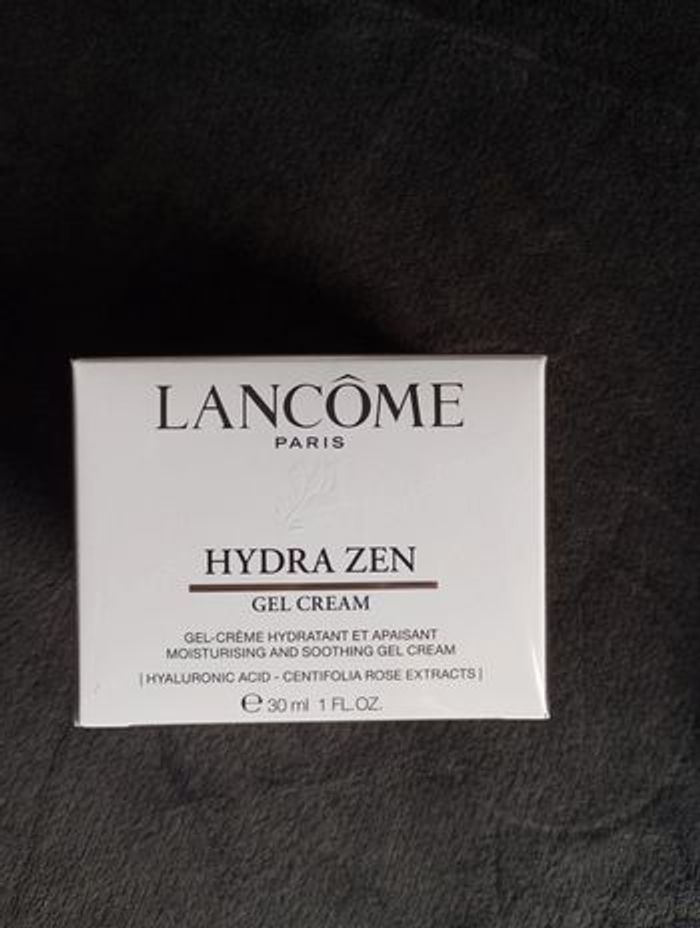 LANCÔME
PARIS
HYDRA ZEN
GEL CREAM
GEL-CRÈME HYDRATANT ET APAISANT
MOISTURISING AND SOOTHING GEL CREAM
| HYALURONIC ACID - CENTIFOLIA ROSE EXTRACTS |
℮ 30 ml 1 FL.OZ.